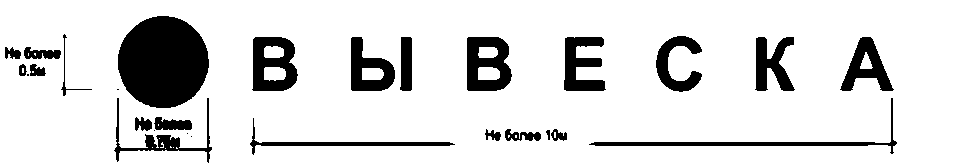 Не более
0.5м
ВЫВЕСКА
Не более
Не более 10м